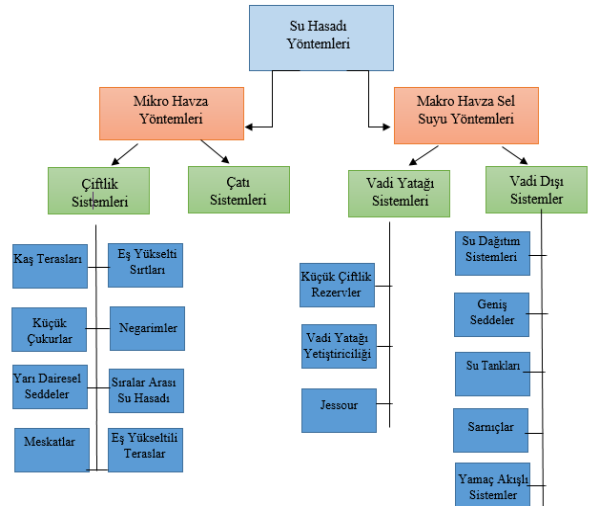 Su Hasadı
Yöntemleri
Mikro Havza
Yöntemleri
Makro Havza Sel
Suyu Yöntemleri
Çiftlik
Sistemleri
Çatı
Sistemleri
Vadi Yatağı
Sistemleri
Vadi Dışı
Sistemler
Kaş Terasları
Eş Yükselti
Sırtları
Küçük
Çukurlar
Negarimler
Yarı Dairesel
Seddeler
Sıralar Arası
Su Hasadı
Meskatlar
Eş Yükseltili
Teraslar
Küçük Çiftlik
Rezervler
Vadi Yatağı
Yetiştiriciliği
Jessour
Su Dağıtım
Sistemleri
Geniş
Seddeler
Su Tankları
Sarnıçlar
Yamaç Akışlı
Sistemler